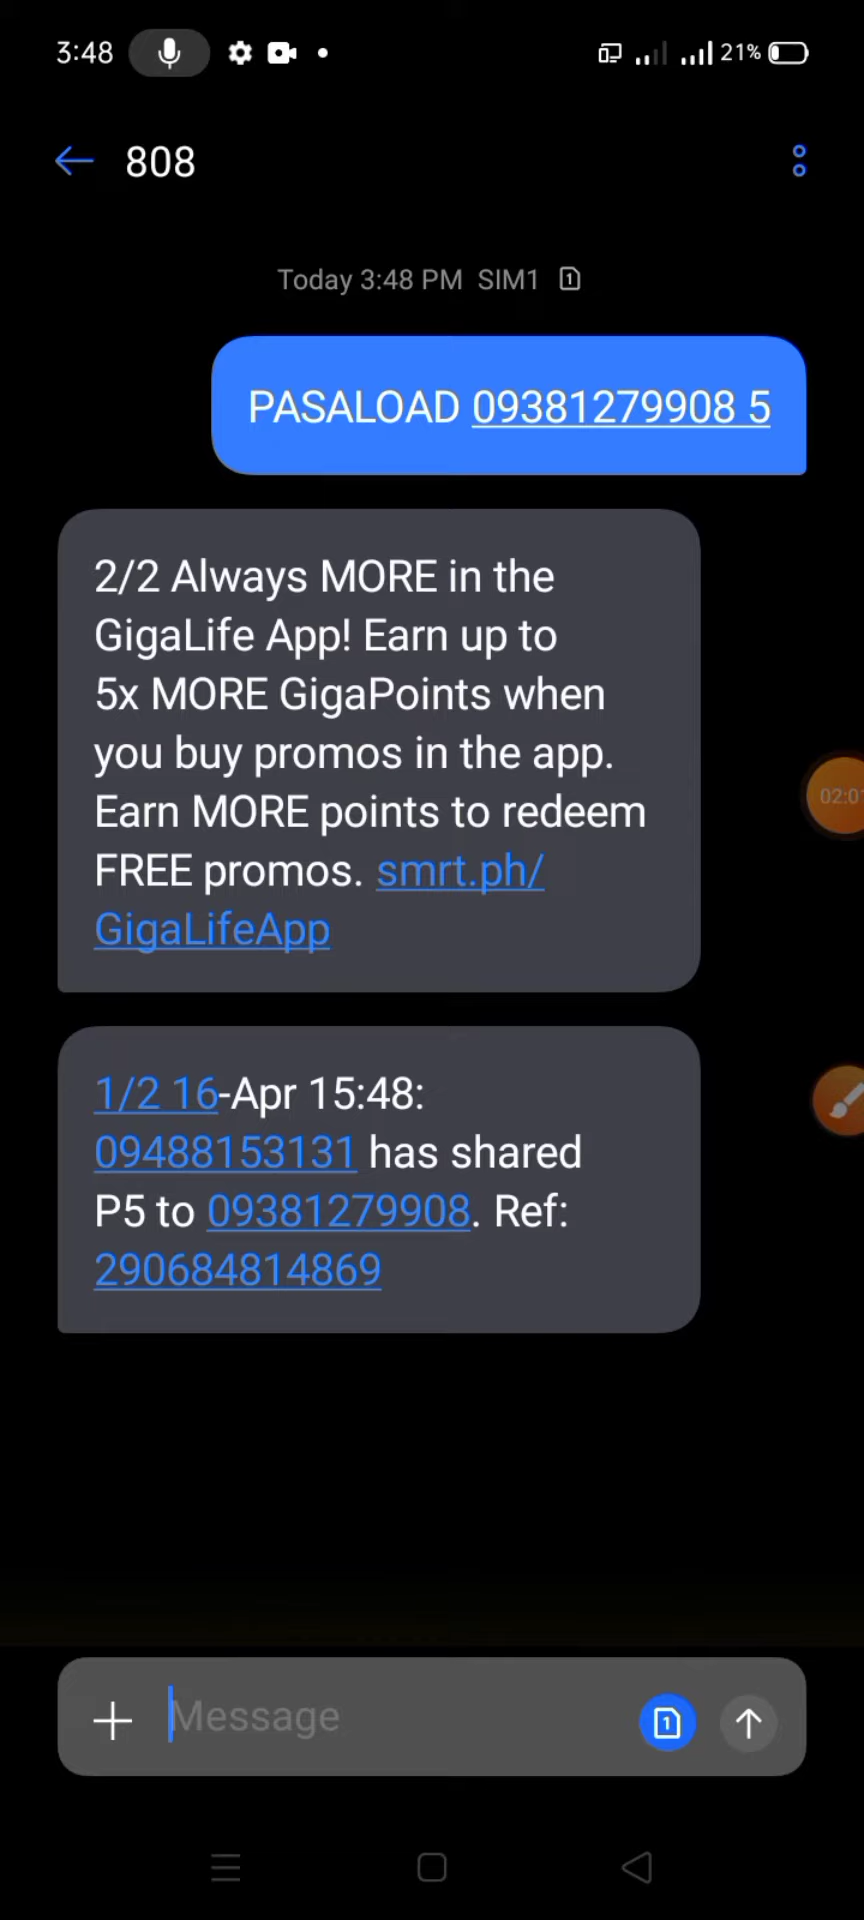 3:48
21%
808
Today 3:48 PM SIM1 1
PASALOAD 09381279908 5
2/2 Always MORE in the
GigaLife App! Earn up to
5x MORE GigaPoints when
you buy promos in the app.
Earn MORE points to redeem
FREE promos. smrt.ph/
GigaLifeApp
1/2 16-Apr 15:48:
09488153131 has shared
P5 to 09381279908. Ref:
290684814869
Message
1